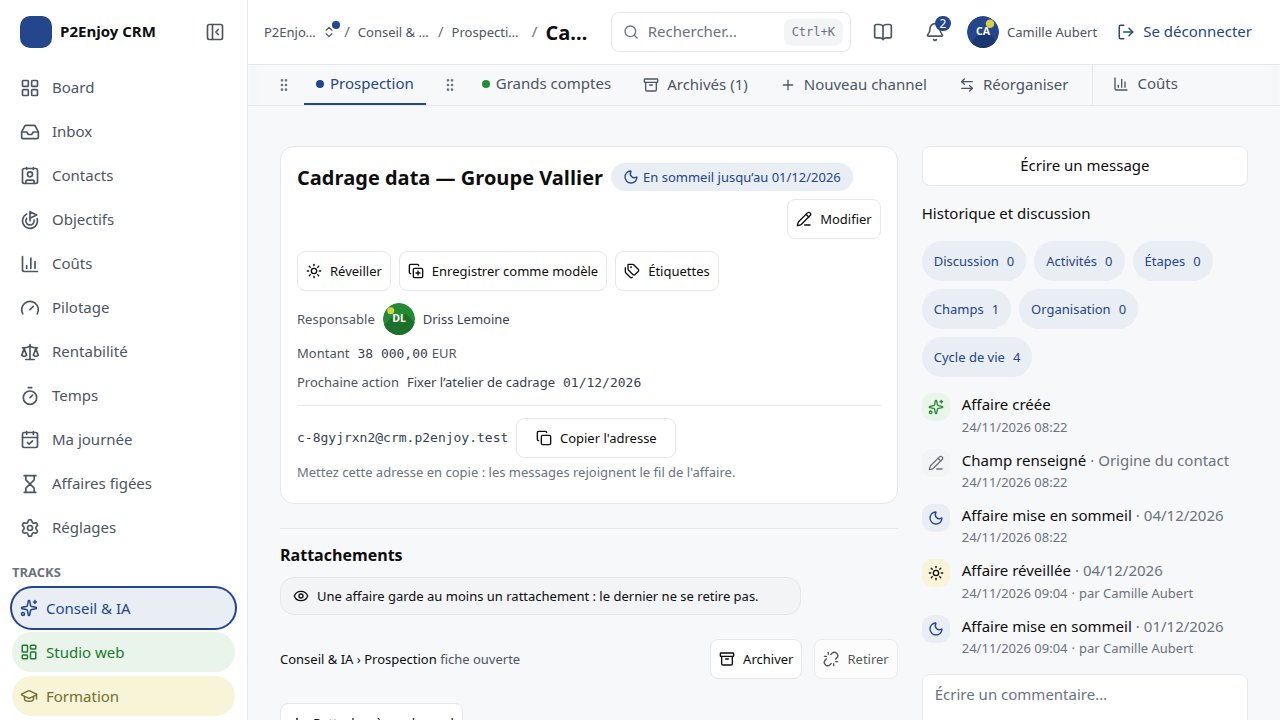 P2Enjoy CRM
Board
Inbox
Contacts
Objectifs
Coûts
Pilotage
Rentabilité
Temps
Ma journée
Affaires figées
Réglages
TRACKS
Conseil & IA
Studio web
Formation
P2Enjo... / Conseil & ... / Prospecti... / Ca...
Rechercher... Ctrl+K
2
CA Camille Aubert
Se déconnecter
Prospection
Grands comptes
Archivés (1)
Nouveau channel
Réorganiser
Coûts
Cadrage data — Groupe Vallier
En sommeil jusqu’au 01/12/2026
Modifier
Réveiller
Enregistrer comme modèle
Étiquettes
Responsable DL Driss Lemoine
Montant 38 000,00 EUR
Prochaine action Fixer l’atelier de cadrage 01/12/2026
c-8gyjrxn2@crm.p2enjoy.test
Copier l'adresse
Mettez cette adresse en copie : les messages rejoignent le fil de l'affaire.
Rattachements
Une affaire garde au moins un rattachement : le dernier ne se retire pas.
Conseil & IA › Prospection fiche ouverte
Archiver
Retirer
Écrire un message
Historique et discussion
Discussion 0
Activités 0
Étapes 0
Champs 1
Organisation 0
Cycle de vie 4
Affaire créée
24/11/2026 08:22
Champ renseigné · Origine du contact
24/11/2026 08:22
Affaire mise en sommeil · 04/12/2026
24/11/2026 08:22
Affaire réveillée · 04/12/2026
24/11/2026 09:04 · par Camille Aubert
Affaire mise en sommeil · 01/12/2026
24/11/2026 09:04 · par Camille Aubert
Écrire un commentaire...